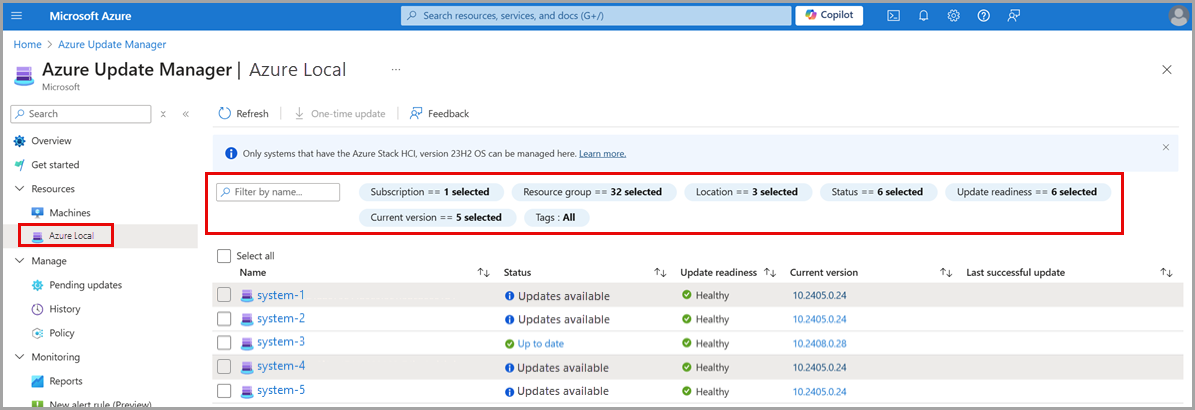 Microsoft Azure
Search resources, services, and docs (G+/)
Copilot
Home > Azure Update Manager
Azure Update Manager | Azure Local ...
Microsoft
Search
Refresh
One-time update
Feedback
Overview
Get started
Resources
Machines
Azure Local
Manage
Pending updates
History
Policy
Monitoring
Reports
New alert rule (Preview)
Only systems that have the Azure Stack HCI, version 23H2 OS can be managed here. Learn more.
Filter by name...
Subscription == 1 selected
Resource group == 32 selected
Location == 3 selected
Status == 6 selected
Update readiness == 6 selected
Current version == 5 selected
Tags : All
Select all
Name Status Update readiness Current version Last successful update
system-1 Updates available Healthy 10.2405.0.24
system-2 Updates available Healthy 10.2405.0.24
system-3 Up to date Healthy 10.2408.0.28
system-4 Updates available Healthy 10.2405.0.24
system-5 Updates available Healthy 10.2405.0.24